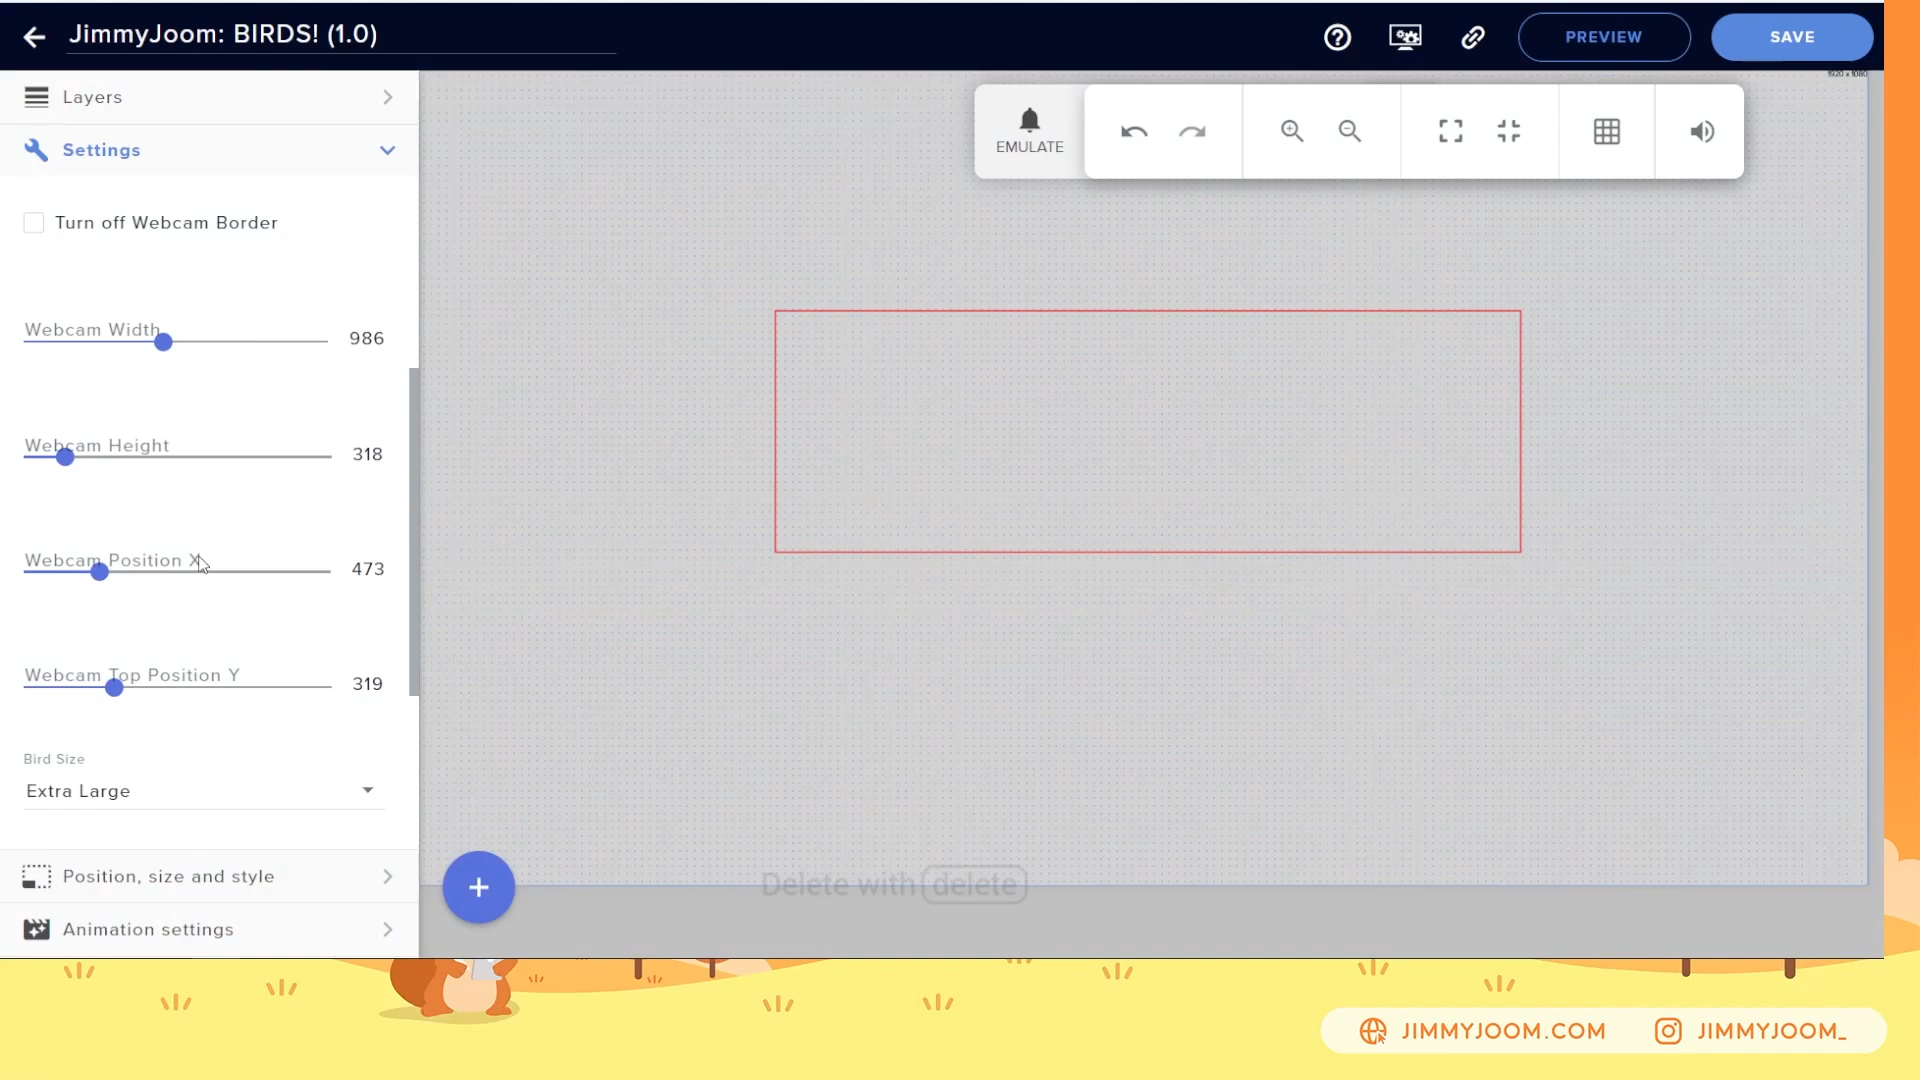 JimmyJoom: BIRDS! (1.0)
PREVIEW
SAVE
1920 x 1080
Layers
EMULATE
Settings
Turn off Webcam Border
Webcam Width
986
Webcam Height
318
Webcam Position X
473
Webcam Top Position Y
319
Bird Size
Extra Large
Position, size and style
Delete with delete
Animation settings
JIMMYJOOM.COM
JIMMYJOOM_